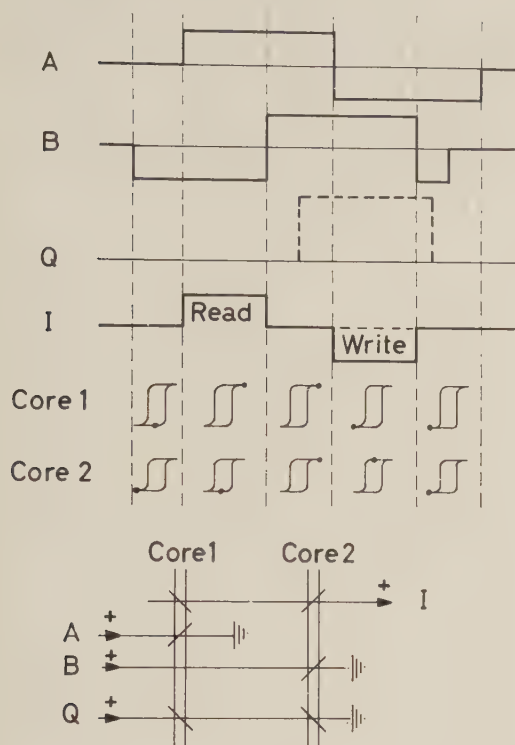 A
B
Q
I
Read
Write
Core 1
Core 2
Core1 Core2
+ I
+
A
+
B
+
Q